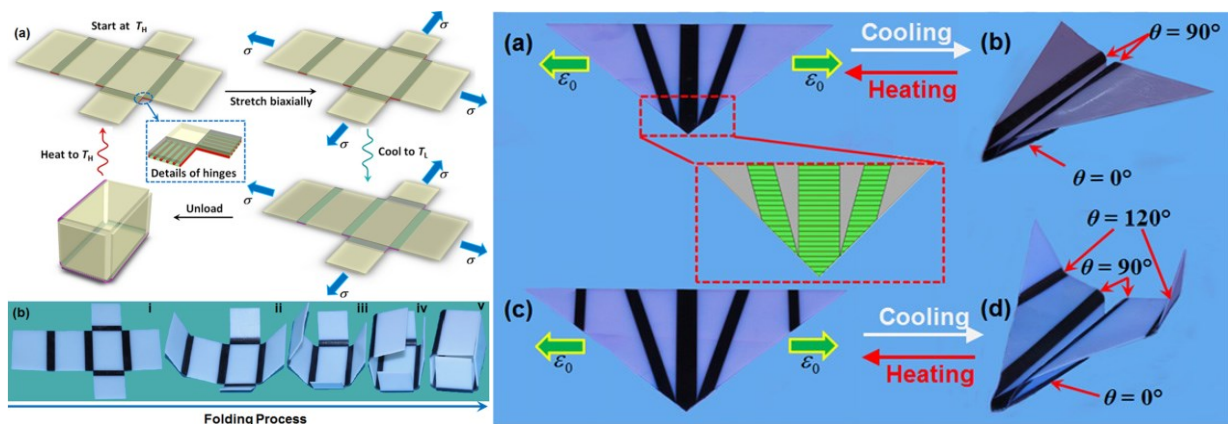 (a)
Start at T_H
σ
σ
Stretch biaxially
σ
σ
Heat to T_H
Details of hinges
σ
Cool to T_L
σ
Unload
σ
σ
(b)
i
ii
iii
iv
v
Folding Process
(a)
ε₀
ε₀
Cooling
Heating
(b)
θ = 90°
θ = 0°
(c)
ε₀
ε₀
Cooling
Heating
θ = 120°
θ = 90°
(d)
θ = 0°